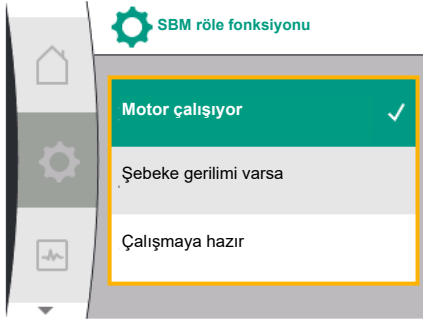 SBM röle fonksiyonu
Motor çalışıyor
Şebeke gerilimi varsa
Çalışmaya hazır